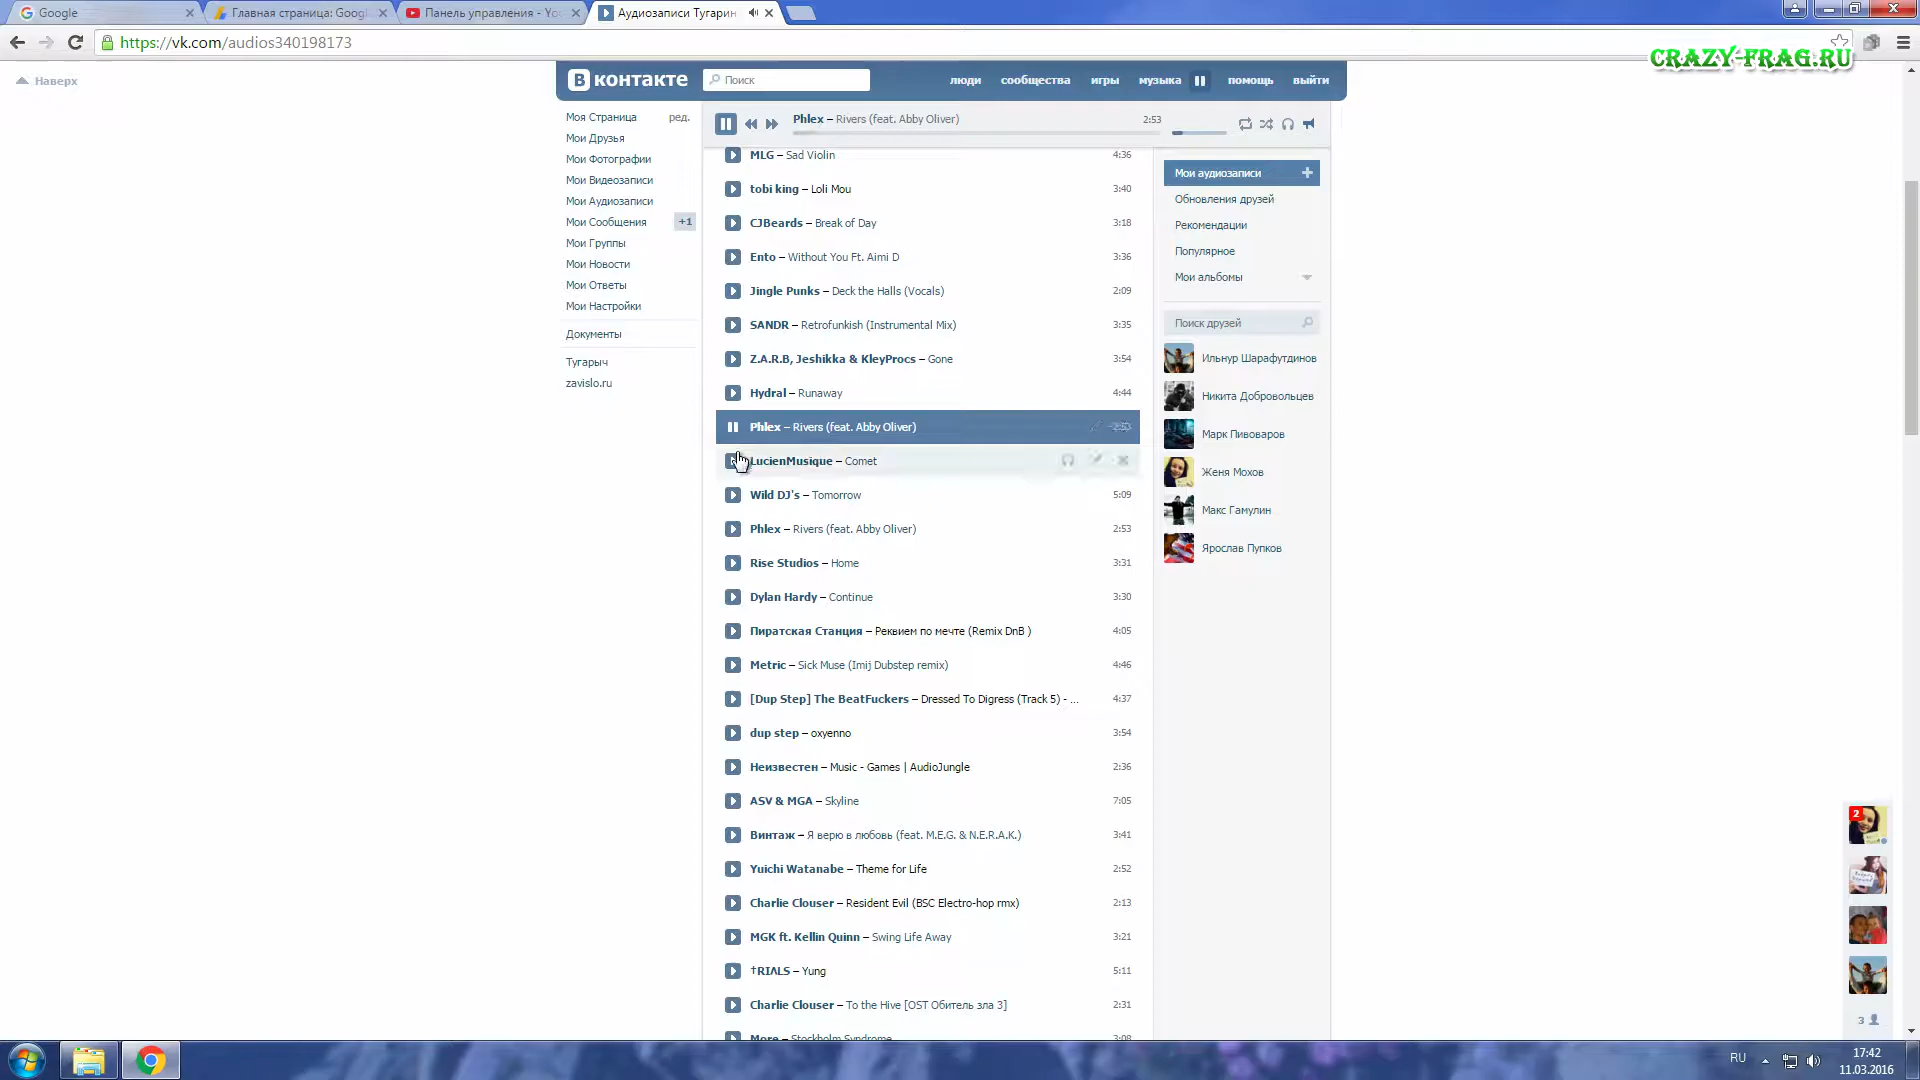 Google
Главная страница: Googl
Панель управления - Yo
Аудиозаписи Тугарин
https://vk.com/audios340198173
CRAZY-FRAG.RU
Наверх
В контакте
Поиск
люди сообщества игры музыка помощь выйти
Phlex – Rivers (feat. Abby Oliver) 2:53
Моя Страница ред.
Мои Друзья
Мои Фотографии
Мои Видеозаписи
Мои Аудиозаписи
Мои Сообщения +1
Мои Группы
Мои Новости
Мои Ответы
Мои Настройки
Документы
Тугарыч
zavislo.ru
MLG – Sad Violin 4:36
tobi king – Loli Mou 3:40
CJBeards – Break of Day 3:18
Ento – Without You Ft. Aimi D 3:36
Jingle Punks – Deck the Halls (Vocals) 2:09
SANDR – Retrofunkish (Instrumental Mix) 3:35
Z.A.R.B, Jeshikka & KleyProcs – Gone 3:54
Hydral – Runaway 4:44
Phlex – Rivers (feat. Abby Oliver)
LucienMusique – Comet
Wild DJ's – Tomorrow 5:09
Phlex – Rivers (feat. Abby Oliver) 2:53
Rise Studios – Home 3:31
Dylan Hardy – Continue 3:30
Пиратская Станция – Реквием по мечте (Remix DnB ) 4:05
Metric – Sick Muse (Imij Dubstep remix) 4:46
[Dup Step] The BeatFuckers – Dressed To Digress (Track 5) - ... 4:37
dup step – oxyenno 3:54
Неизвестен – Music - Games | AudioJungle 2:36
ASV & MGA – Skyline 7:05
Винтаж – Я верю в любовь (feat. M.E.G. & N.E.R.A.K.) 3:41
Yuichi Watanabe – Theme for Life 2:52
Charlie Clouser – Resident Evil (BSC Electro-hop rmx) 2:13
MGK ft. Kellin Quinn – Swing Life Away 3:21
†RIΛLS – Yung 5:11
Charlie Clouser – To the Hive [OST Обитель зла 3] 2:31
More – Stockholm Syndrome 3:08
Мои аудиозаписи
Обновления друзей
Рекомендации
Популярное
Мои альбомы
Поиск друзей
Ильнур Шарафутдинов
Никита Добровольцев
Марк Пивоваров
Женя Мохов
Макс Гамулин
Ярослав Пупков
2
3
RU
17:42
11.03.2016